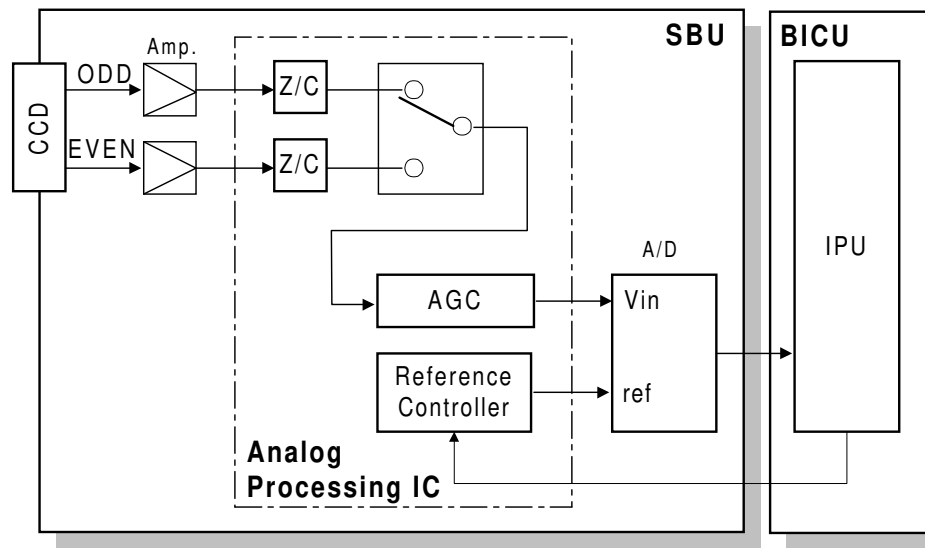 SBU
BICU
Amp.
ODD
Z/C
CCD
EVEN
Z/C
IPU
A/D
AGC
Vin
Reference
Controller
ref
Analog
Processing IC